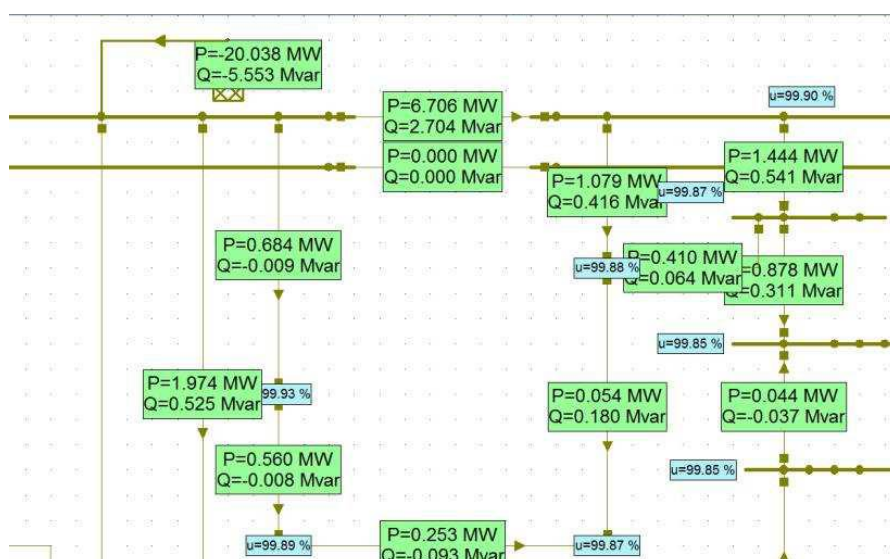 P=-20.038 MW
Q=-5.553 Mvar
u=99.90 %
P=6.706 MW
Q=2.704 Mvar
P=0.000 MW
Q=0.000 Mvar
P=1.444 MW
Q=0.541 Mvar
P=1.079 MW
Q=0.416 Mvar
u=99.87 %
P=0.684 MW
Q=-0.009 Mvar
u=99.88 %
P=0.410 MW
0.064 Mvar
0.878 MW
=0.311 Mvar
u=99.85 %
P=1.974 MW
Q=0.525 Mvar
99.93 %
P=0.054 MW
Q=0.180 Mvar
P=0.044 MW
Q=-0.037 Mvar
P=0.560 MW
Q=-0.008 Mvar
u=99.85 %
u=99.89 %
P=0.253 MW
Q=-0.093 Mvar
u=99.87 %